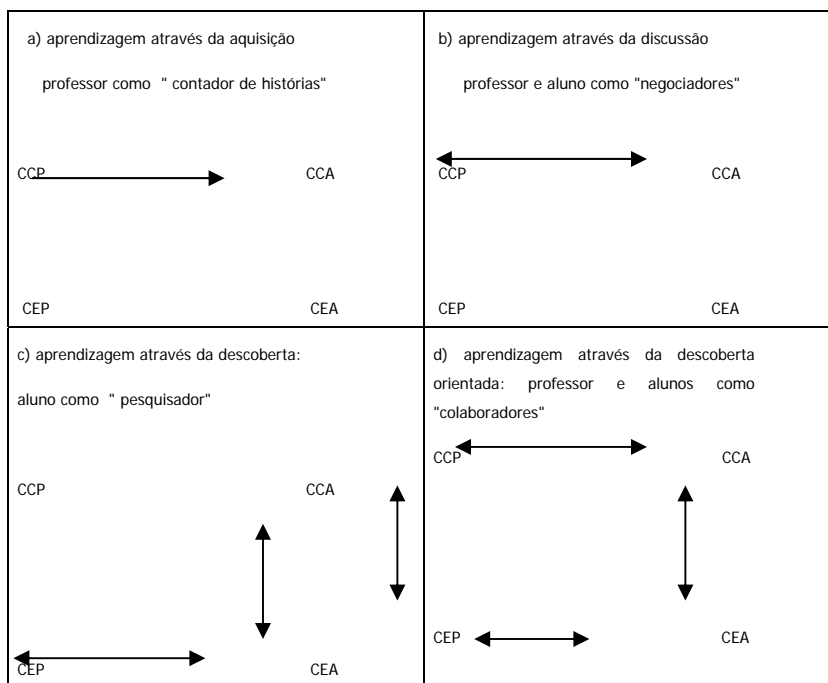 a) aprendizagem através da aquisição
professor como " contador de histórias"
CCP CCA
CEP CEA
b) aprendizagem através da discussão
professor e aluno como "negociadores"
CCP CCA
CEP CEA
c) aprendizagem através da descoberta:
aluno como " pesquisador"
CCP CCA
CEP CEA
d) aprendizagem através da descoberta
orientada: professor e alunos como
"colaboradores"
CCP CCA
CEP CEA